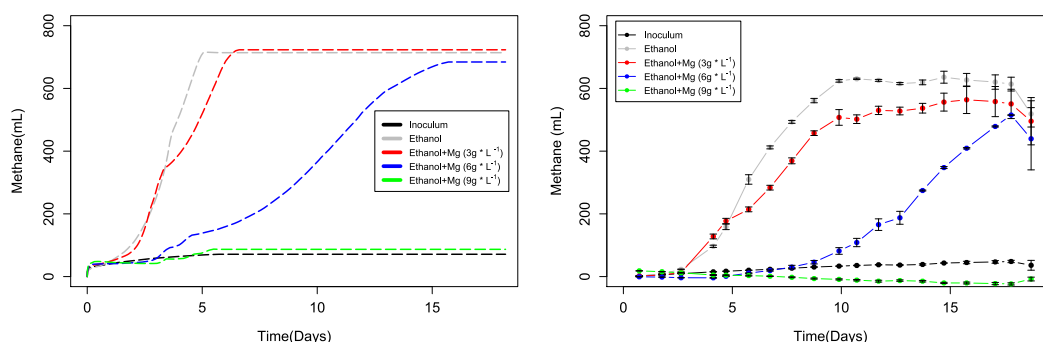 800
600
400
200
0
Methane(mL)
0 5 10 15
Time(Days)
Inoculum
Ethanol
Ethanol+Mg (3g * L⁻¹)
Ethanol+Mg (6g * L⁻¹)
Ethanol+Mg (9g * L⁻¹)
800
600
400
200
0
Methane (mL)
0 5 10 15
Time(Days)
Inoculum
Ethanol
Ethanol+Mg (3g * L⁻¹)
Ethanol+Mg (6g * L⁻¹)
Ethanol+Mg (9g * L⁻¹)